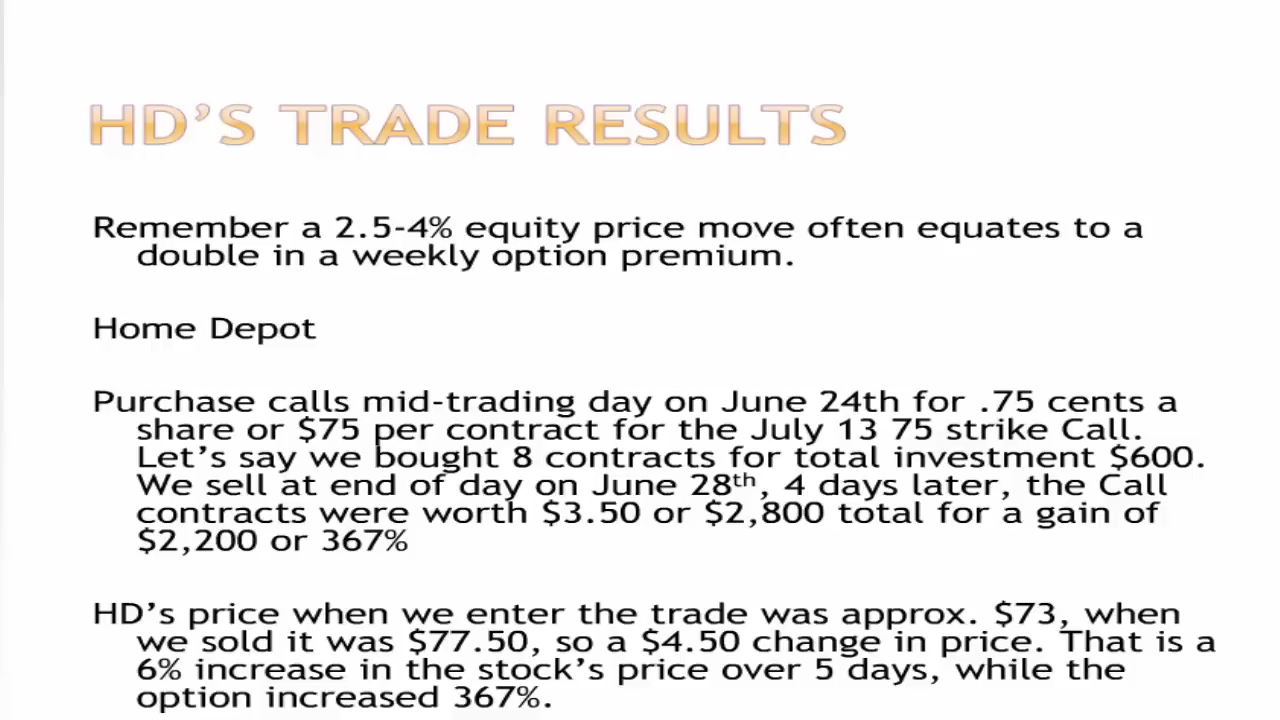 HD'S TRADE RESULTS
Remember a 2.5-4% equity price move often equates to a
double in a weekly option premium.
Home Depot
Purchase calls mid-trading day on June 24th for .75 cents a
share or $75 per contract for the July 13 75 strike Call.
Let's say we bought 8 contracts for total investment $600.
We sell at end of day on June 28th, 4 days later, the Call
contracts were worth $3.50 or $2,800 total for a gain of
$2,200 or 367%
HD's price when we enter the trade was approx. $73, when
we sold it was $77.50, so a $4.50 change in price. That is a
6% increase in the stock's price over 5 days, while the
option increased 367%.